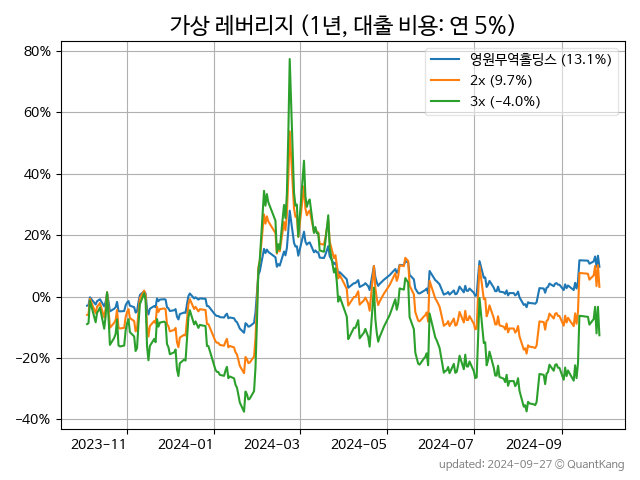 가상 레버리지 (1년, 대출 비용: 연 5%)
영원무역홀딩스 (13.1%)
2x (9.7%)
3x (−4.0%)
80%
60%
40%
20%
0%
−20%
−40%
2023-11
2024-01
2024-03
2024-05
2024-07
2024-09
updated: 2024-09-27 © QuantKang